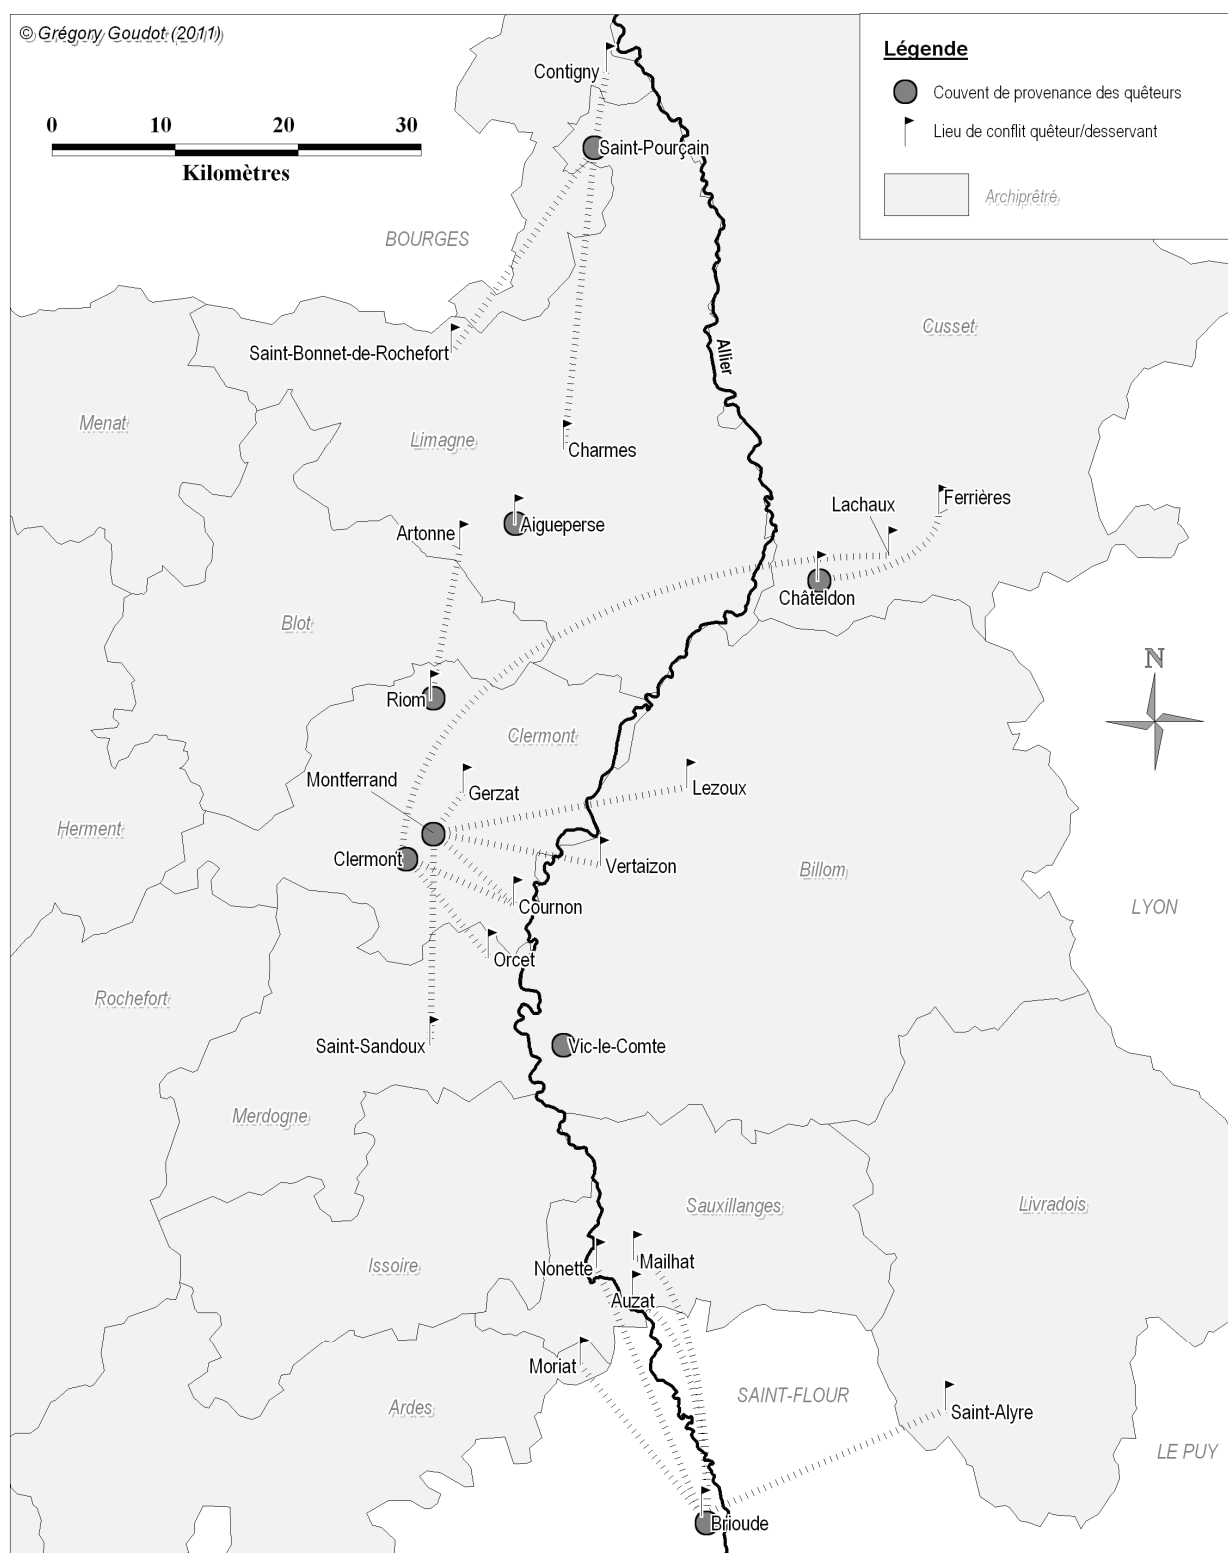 © Grégory Goudot (2011)
0 10 20 30
Kilomètres
Légende
Couvent de provenance des quêteurs
Lieu de conflit quêteur/desservant
Archiprêtré
Contigny
Saint-Pourçain
BOURGES
Cusset
Saint-Bonnet-de-Rochefort
Allier
Menat
Limagne
Charmes
Ferrières
Lachaux
Aigueperse
Artonne
Châteldon
Blot
N
Riom
Clermont
Montferrand
Gerzat
Lezoux
Herment
Clermont
Vertaizon
Billom
Cournon
LYON
Orcet
Rochefort
Saint-Sandoux
Vic-le-Comte
Merdogne
Sauxillanges
Livradois
Issoire
Nonette
Mailhat
Auzat
Moriat
SAINT-FLOUR
Ardes
Saint-Alyre
LE PUY
Brioude